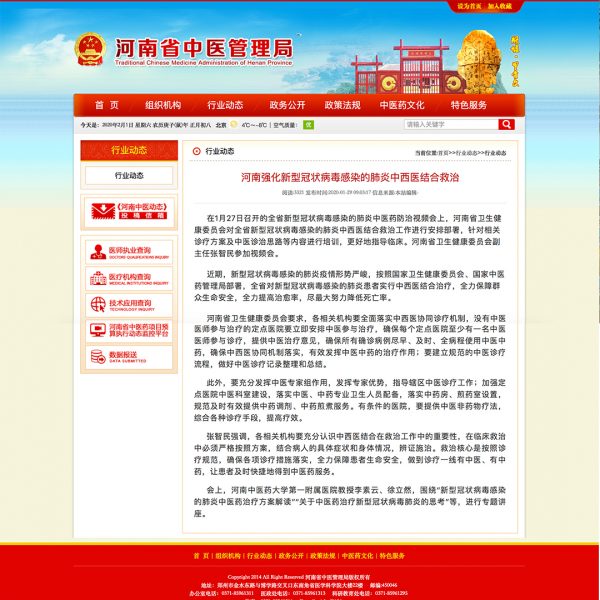 设为首页 加入收藏
河南省中医管理局
Traditional Chinese Medicine Administration of Henan Province
首 页 组织机构 行业动态 政务公开 政策法规 中医药文化 特色服务
今天是：2020年2月1日 星期六 农历庚子(鼠)年 正月初八 北京 4℃～-6℃ | 空气质量： 优
请输入关键字
行业动态
行业动态
《河南中医动态》
投稿信箱
医师执业查询
DOCTORS' QUALIFICATIONS INQUIRY
医疗机构查询
MEDICAL INSTITUTIONS INQUIRY
技术应用查询
TECHNOLOGY INQUIRY
河南省中医药项目预
算执行动态监控平台
数据报送
DATA SUBMITTED
行业动态 当前位置:首页>>行业动态>>行业动态
河南强化新型冠状病毒感染的肺炎中西医结合救治
阅读:3325 发布时间:2020-01-29 09:03:17 信息来源:本站编辑:
在1月27日召开的全省新型冠状病毒感染的肺炎中医药防治视频会上，河南省卫生健
康委员会对全省新型冠状病毒感染的肺炎中西医结合救治工作进行安排部署，针对相关
诊疗方案及中医诊治思路等内容进行培训，更好地指导临床。河南省卫生健康委员会副
主任张智民参加视频会。
近期，新型冠状病毒感染的肺炎疫情形势严峻，按照国家卫生健康委员会、国家中医
药管理局部署，全省对新型冠状病毒感染的肺炎患者实行中西医结合治疗，全力保障群
众生命安全，全力提高治愈率，尽最大努力降低死亡率。
河南省卫生健康委员会要求，各相关机构要全面落实中西医协同诊疗机制，没有中医
医师参与治疗的定点医院要立即安排中医参与治疗，确保每个定点医院至少有一名中医
医师参与诊疗，提供中医治疗意见，确保所有确诊病例尽早、及时、全病程使用中医中
药，确保中西医协同机制落实，有效发挥中医中药的治疗作用；要建立规范的中医诊疗
流程，做好中医诊疗记录整理和总结。
此外，要充分发挥中医专家组作用，发挥专家优势，指导辖区中医诊疗工作；加强定
点医院中医科室建设，落实中医、中药专业卫生人员配备，落实中药房、煎药室设置，
规范及时有效提供中药调剂、中药煎煮服务。有条件的医院，要提供中医非药物疗法，
综合各种诊疗手段，提高疗效。
张智民强调，各相关机构要充分认识中西医结合在救治工作中的重要性，在临床救治
中必须严格按照方案，结合病人的具体症状和身体情况，辨证施治。救治核心是按照诊
疗规范，确保各项诊疗措施落实，全力保障患者生命安全，做到诊疗一线有中医、有中
药，让患者及时快捷地得到中医药服务。
会上，河南中医药大学第一附属医院教授李素云、徐立然，围绕“新型冠状病毒感染
的肺炎中医药治疗方案解读”“关于中医药治疗新型冠状病毒肺炎的思考”等，进行专题讲
座。
首 页 | 组织机构 | 行业动态 | 政务公开 | 政策法规 | 中医药文化 | 特色服务
Copyright 2014 All Right Reserved 河南省中医管理局版权所有
地址：郑州市金水东路与博学路交叉口东南角省医学科学院大楼22楼 邮编:450046
办公室电话：0371-85961311 医政处电话：0371-85961313 科研教育处电话：0371-85961295